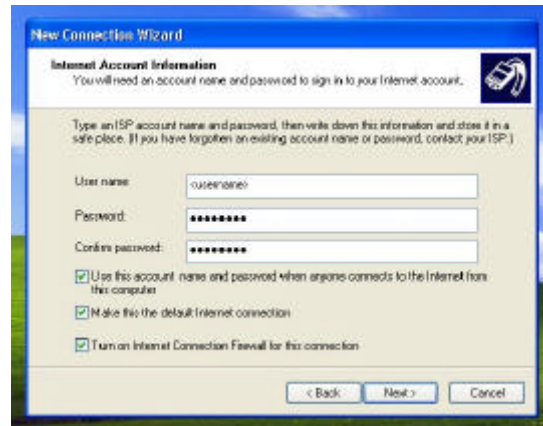 New Connection Wizard
Internet Account Information
You will need an account name and password to sign in to your Internet account.
Type an ISP account name and password, then write down this information and store it in a
safe place. (If you have forgotten an existing account name or password, contact your ISP.)
User name:
<username>
Password:
●●●●●●●●
Confirm password:
●●●●●●●●
Use this account name and password when anyone connects to the Internet from
this computer
Make this the default Internet connection
Turn on Internet Connection Firewall for this connection
< Back
Next >
Cancel